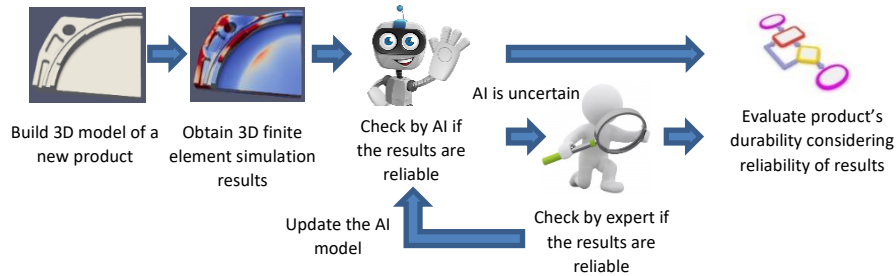 Build 3D model of a
new product
Obtain 3D finite
element simulation
results
Check by AI if
the results are
reliable
AI is uncertain
Evaluate product's
durability considering
reliability of results
Update the AI
model
Check by expert if
the results are
reliable